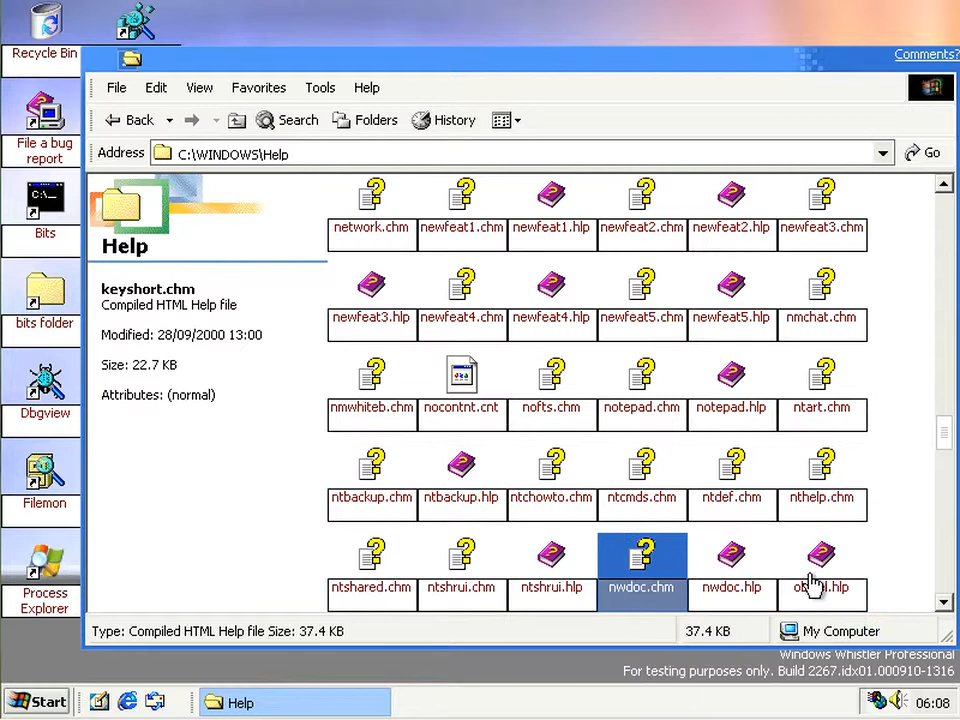 Recycle Bin
Comments?
File Edit View Favorites Tools Help
Back Search Folders History
Address C:\WINDOWS\Help Go
File a bug
report
C:\_
Bits
bits folder
Dbgview
Filemon
Process
Explorer
Help
keyshort.chm
Compiled HTML Help file
Modified: 28/09/2000 13:00
Size: 22.7 KB
Attributes: (normal)
network.chm newfeat1.chm newfeat1.hlp newfeat2.chm newfeat2.hlp newfeat3.chm
newfeat3.hlp newfeat4.chm newfeat4.hlp newfeat5.chm newfeat5.hlp nmchat.chm
nmwhiteb.chm nocontnt.cnt nofts.chm notepad.chm notepad.hlp ntart.chm
ntbackup.chm ntbackup.hlp ntchowto.chm ntcmds.chm ntdef.chm nthelp.chm
ntshared.chm ntshrui.chm ntshrui.hlp nwdoc.chm nwdoc.hlp
Type: Compiled HTML Help file Size: 37.4 KB 37.4 KB My Computer
Windows Whistler Professional
For testing purposes only. Build 2267.idx01.000910-1316
Start Help 06:08